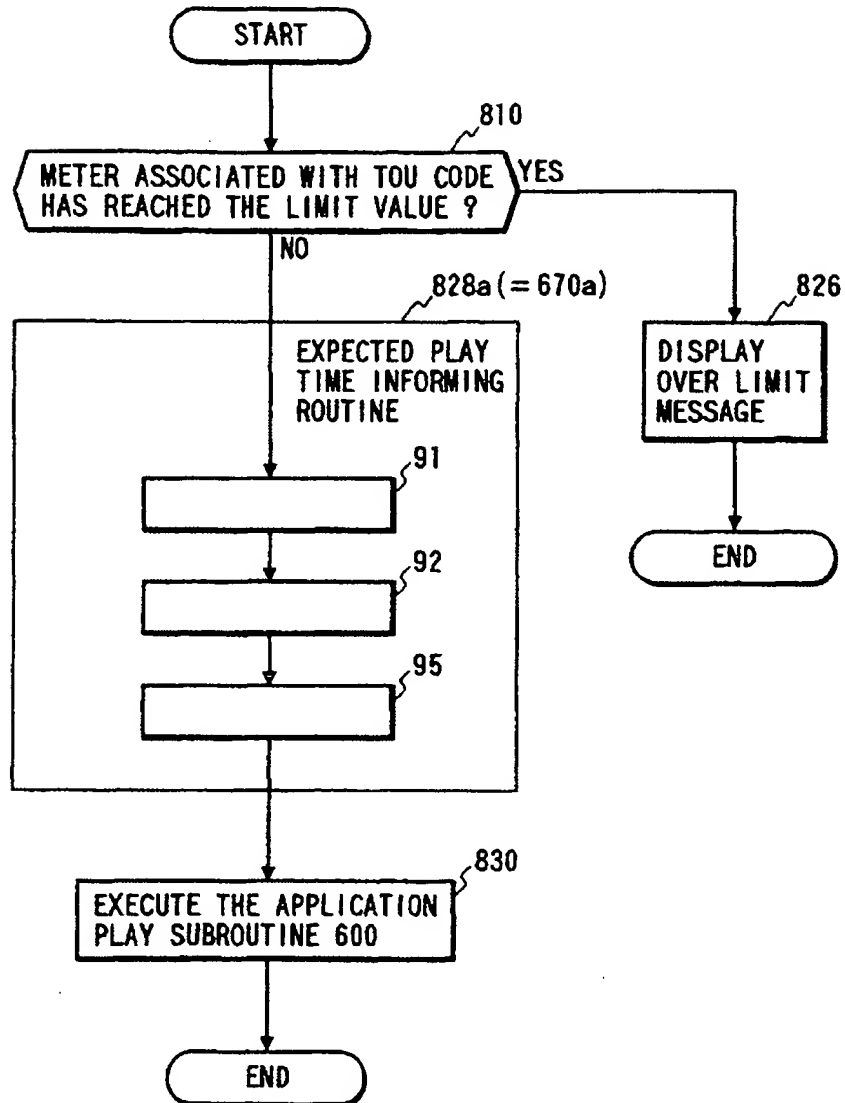 START
810
METER ASSOCIATED WITH TOU CODE
HAS REACHED THE LIMIT VALUE ?
YES
NO
828a(=670a)
826
EXPECTED PLAY
TIME INFORMING
ROUTINE
DISPLAY
OVER LIMIT
MESSAGE
91
92
END
95
830
EXECUTE THE APPLICATION
PLAY SUBROUTINE 600
END